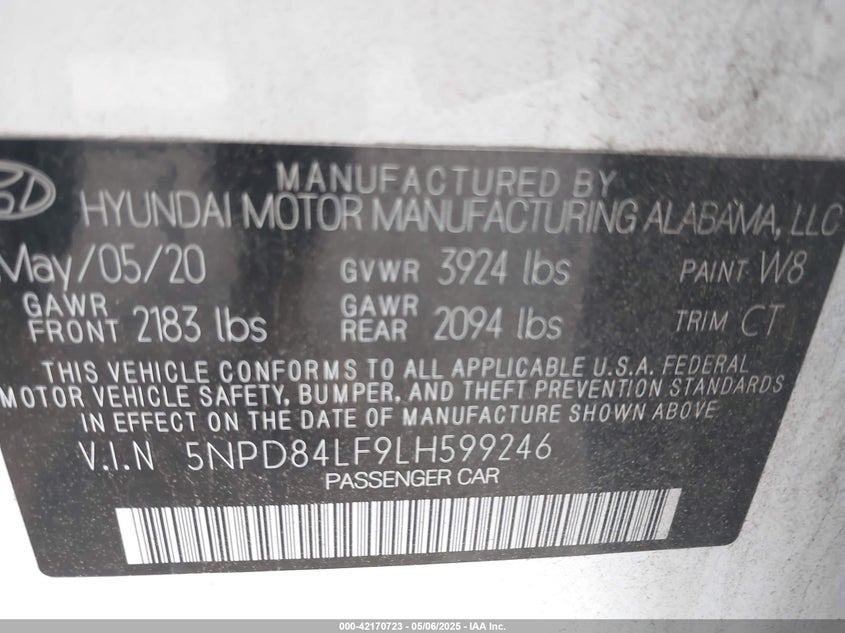 MANUFACTURED BY
HYUNDAI MOTOR MANUFACTURING ALABAMA, LLC
May/05/20 GVWR 3924 lbs PAINT W8
GAWR FRONT 2183 lbs GAWR REAR 2094 lbs TRIM CT
THIS VEHICLE CONFORMS TO ALL APPLICABLE U.S.A. FEDERAL
MOTOR VEHICLE SAFETY, BUMPER, AND THEFT PREVENTION STANDARDS
IN EFFECT ON THE DATE OF MANUFACTURE SHOWN ABOVE
V.I.N 5NPD84LF9LH599246
PASSENGER CAR
000-42170723 - 05/06/2025 - IAA Inc.